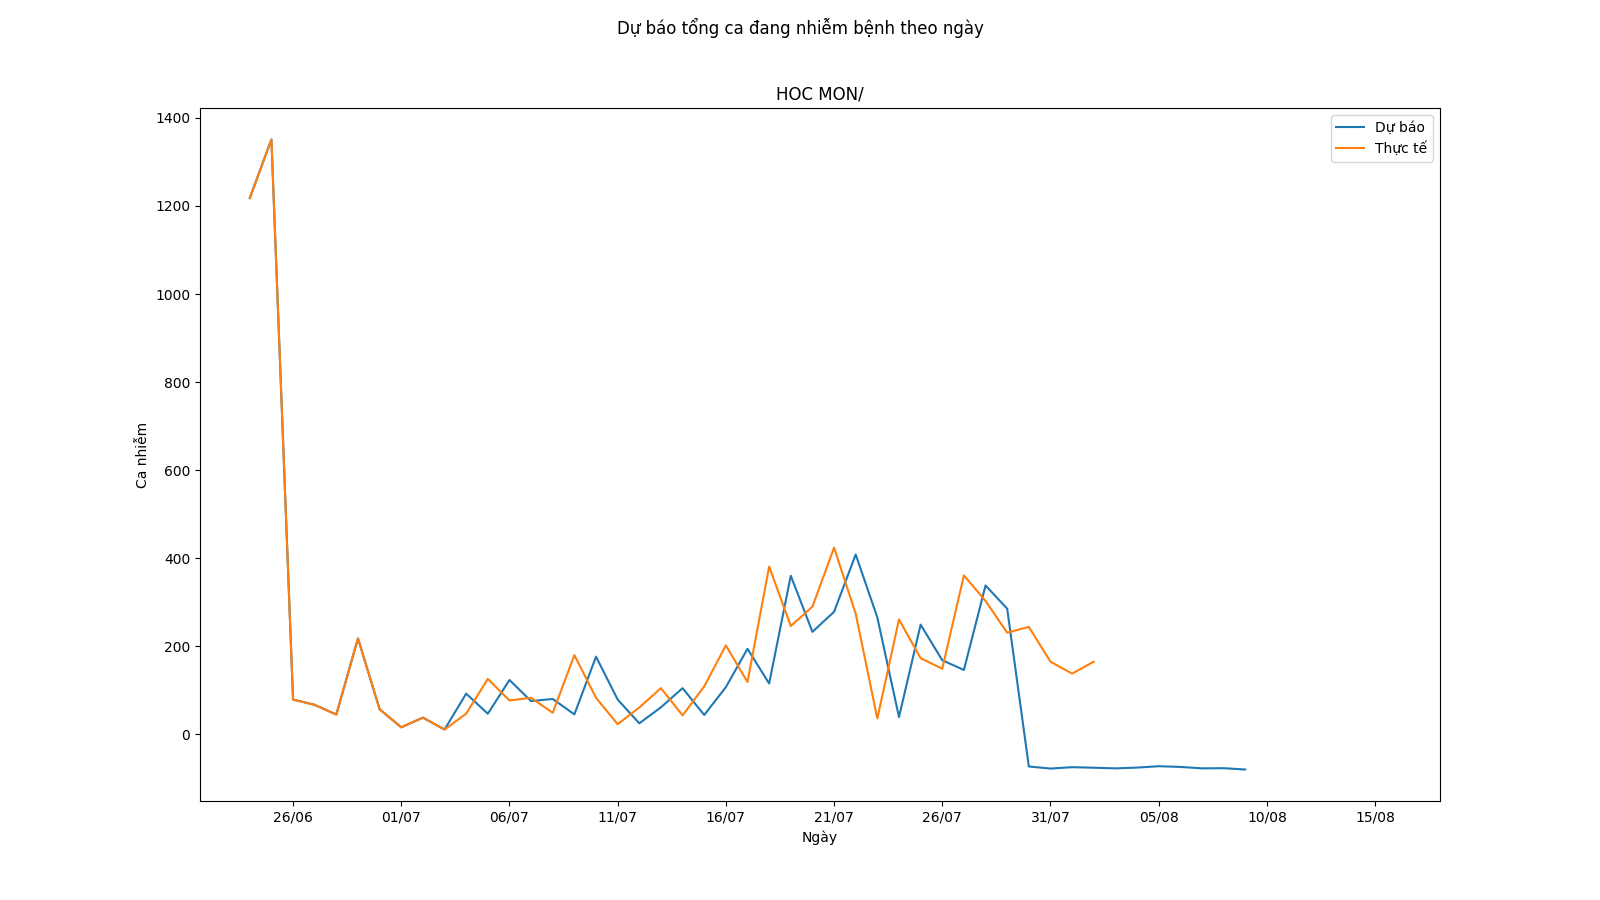 Dự báo tổng ca đang nhiễm bệnh theo ngày
HOC MON/
1400
1200
1000
800
600
400
200
0
Ca nhiễm
Dự báo
Thực tế
26/06 01/07 06/07 11/07 16/07 21/07 26/07 31/07 05/08 10/08 15/08
Ngày